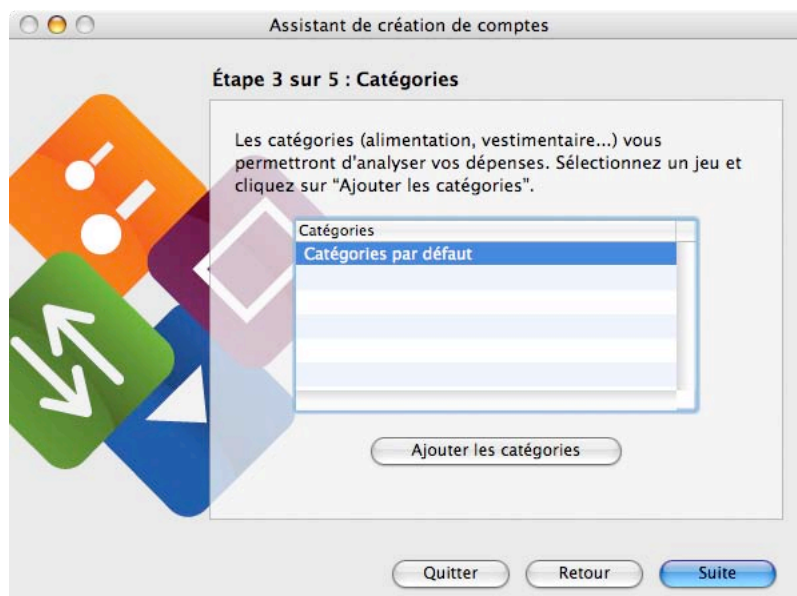 Assistant de création de comptes
Étape 3 sur 5 : Catégories
Les catégories (alimentation, vestimentaire...) vous
permettront d'analyser vos dépenses. Sélectionnez un jeu et
cliquez sur “Ajouter les catégories”.
Catégories
Catégories par défaut
Ajouter les catégories
Quitter
Retour
Suite